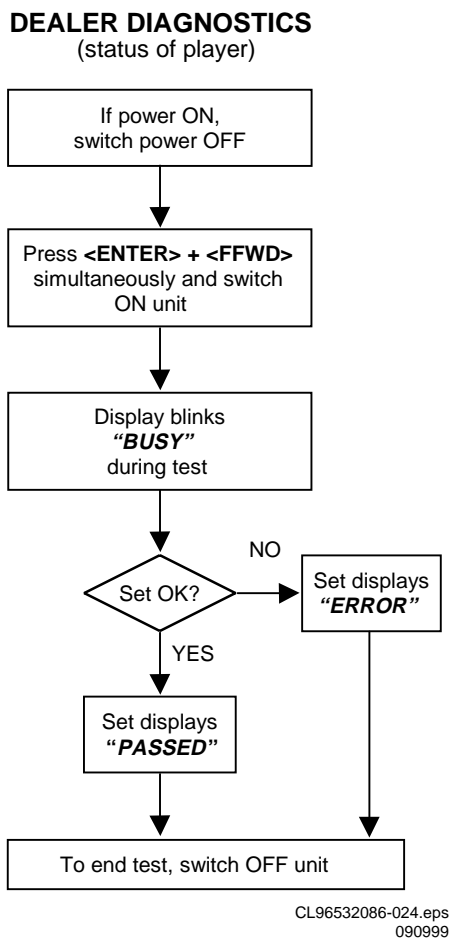 DEALER DIAGNOSTICS
(status of player)
If power ON,
switch power OFF
Press <ENTER> + <FFWD>
simultaneously and switch
ON unit
Display blinks
“BUSY”
during test
Set OK?
NO
Set displays
“ERROR”
YES
Set displays
“PASSED”
To end test, switch OFF unit
CL96532086-024.eps
090999